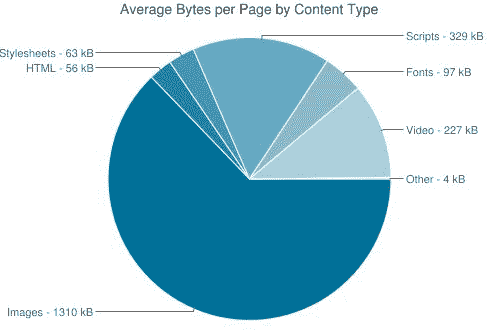 Average Bytes per Page by Content Type
Scripts - 329 kB
Stylesheets - 63 kB
HTML - 56 kB
Fonts - 97 kB
Video - 227 kB
Other - 4 kB
Images - 1310 kB